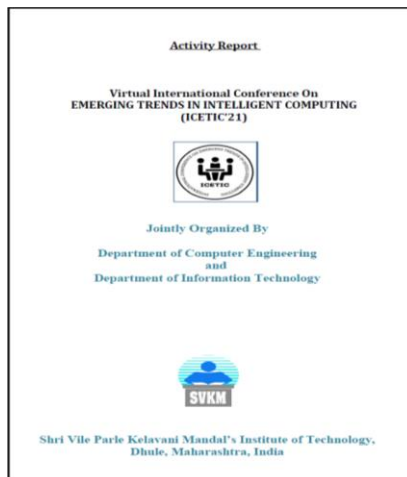 Activity Report
Virtual International Conference On
EMERGING TRENDS IN INTELLIGENT COMPUTING
(ICETIC'21)
ICETIC
Jointly Organized By
Department of Computer Engineering
and
Department of Information Technology
SVKM
Shri Vile Parle Kelavani Mandal's Institute of Technology,
Dhule, Maharashtra, India